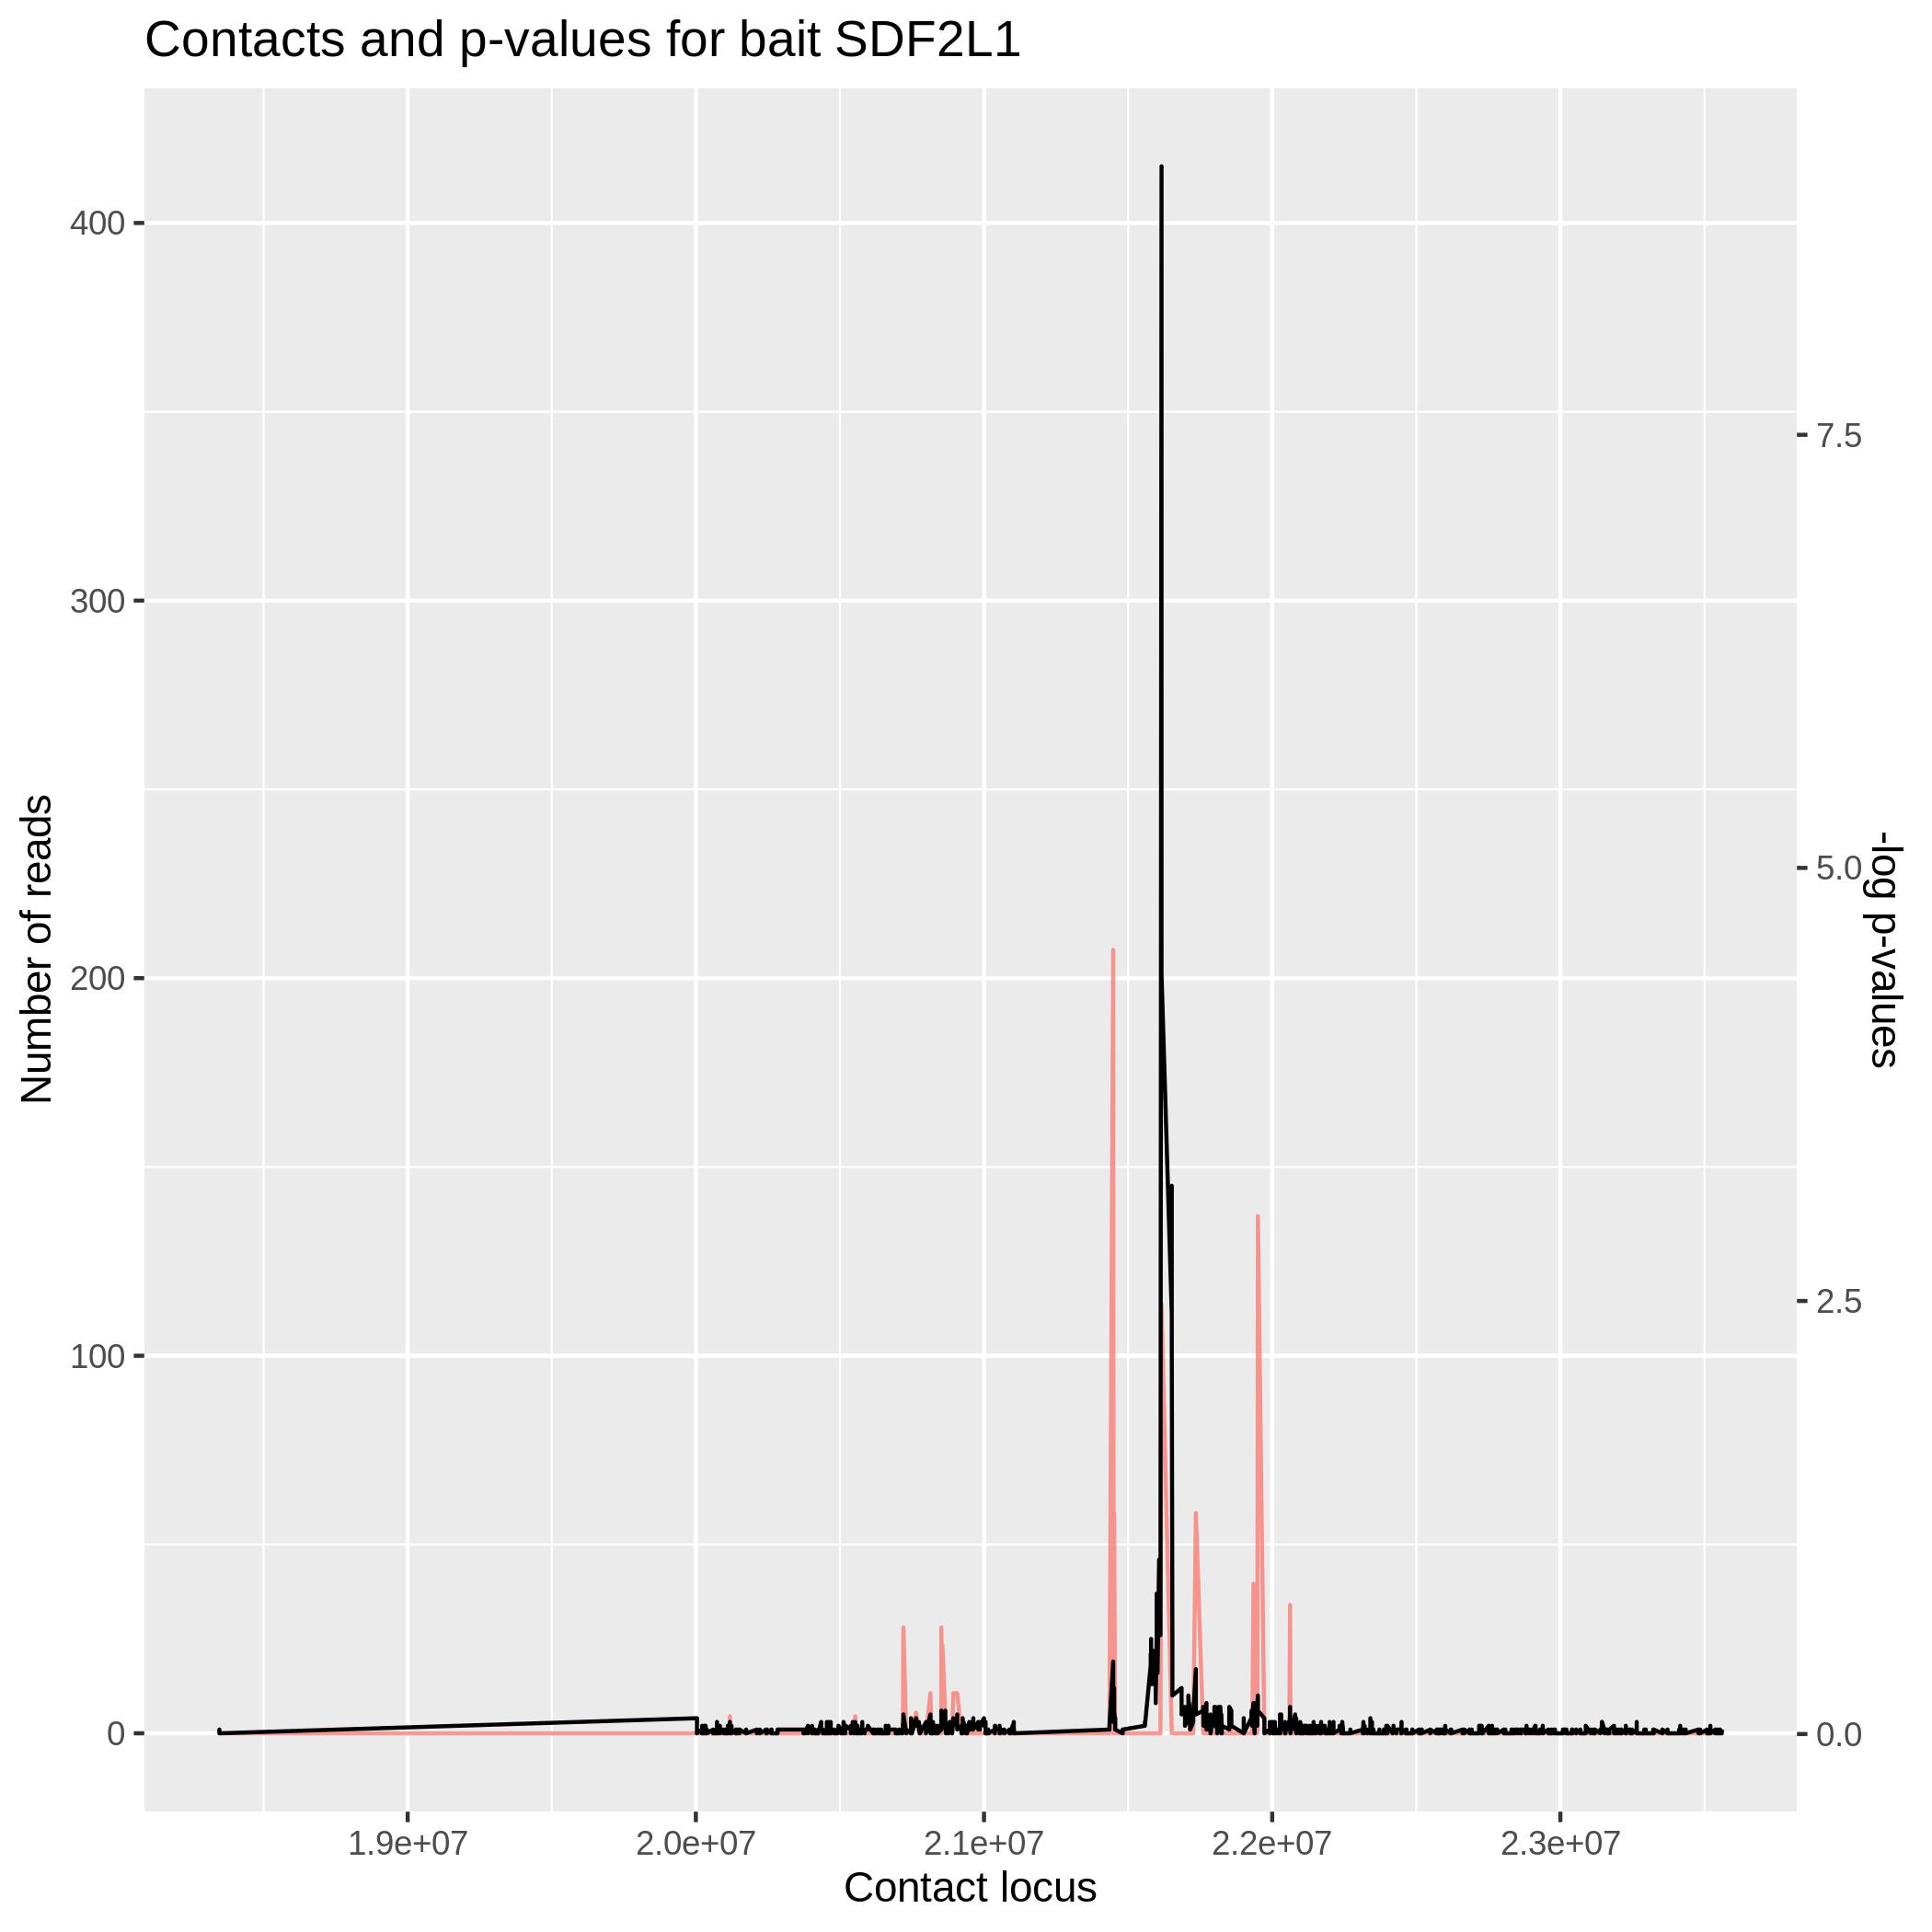 Contacts and p-values for bait SDF2L1
400
300
200
100
0
Number of reads
7.5
5.0
2.5
0.0
-log p-values
1.9e+07 2.0e+07 2.1e+07 2.2e+07 2.3e+07
Contact locus